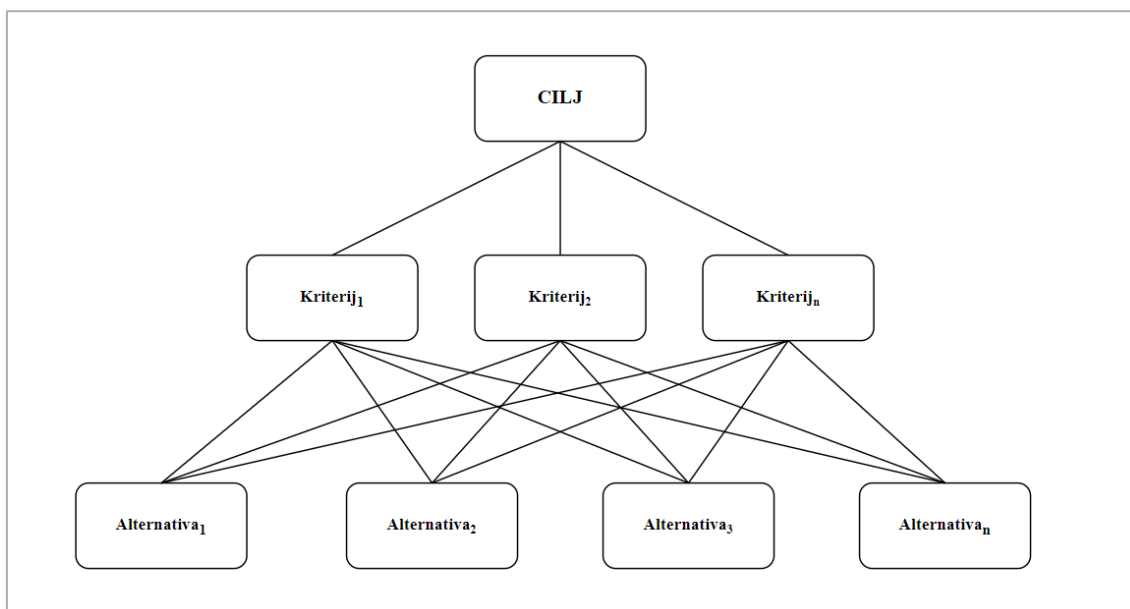 CILJ
Kriterij₁
Kriterij₂
Kriterijₙ
Alternativa₁
Alternativa₂
Alternativa₃
Alternativaₙ